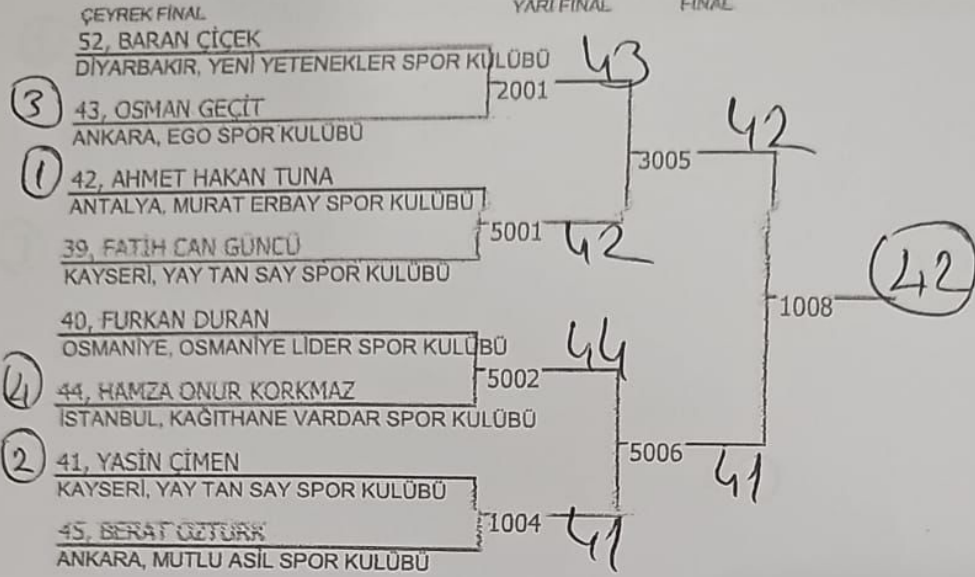 ÇEYREK FİNAL YARI FİNAL FİNAL
52, BARAN ÇİÇEK
DİYARBAKIR, YENİ YETENEKLER SPOR KULÜBÜ
43
2001
3 43, OSMAN GEÇİT
ANKARA, EGO SPOR KULÜBÜ
42
3005
1 42, AHMET HAKAN TUNA
ANTALYA, MURAT ERBAY SPOR KULÜBÜ
5001 42
39, FATİH CAN GÜNCÜ
KAYSERİ, YAY TAN SAY SPOR KULÜBÜ
42
1008
40, FURKAN DURAN
OSMANİYE, OSMANİYE LİDER SPOR KULÜBÜ
44
5002
4 44, HAMZA ONUR KORKMAZ
İSTANBUL, KAĞITHANE VARDAR SPOR KULÜBÜ
5006 41
2 41, YASİN ÇİMEN
KAYSERİ, YAY TAN SAY SPOR KULÜBÜ
1004 41
45, BERAT ÖZTÜRK
ANKARA, MUTLU ASİL SPOR KULÜBÜ